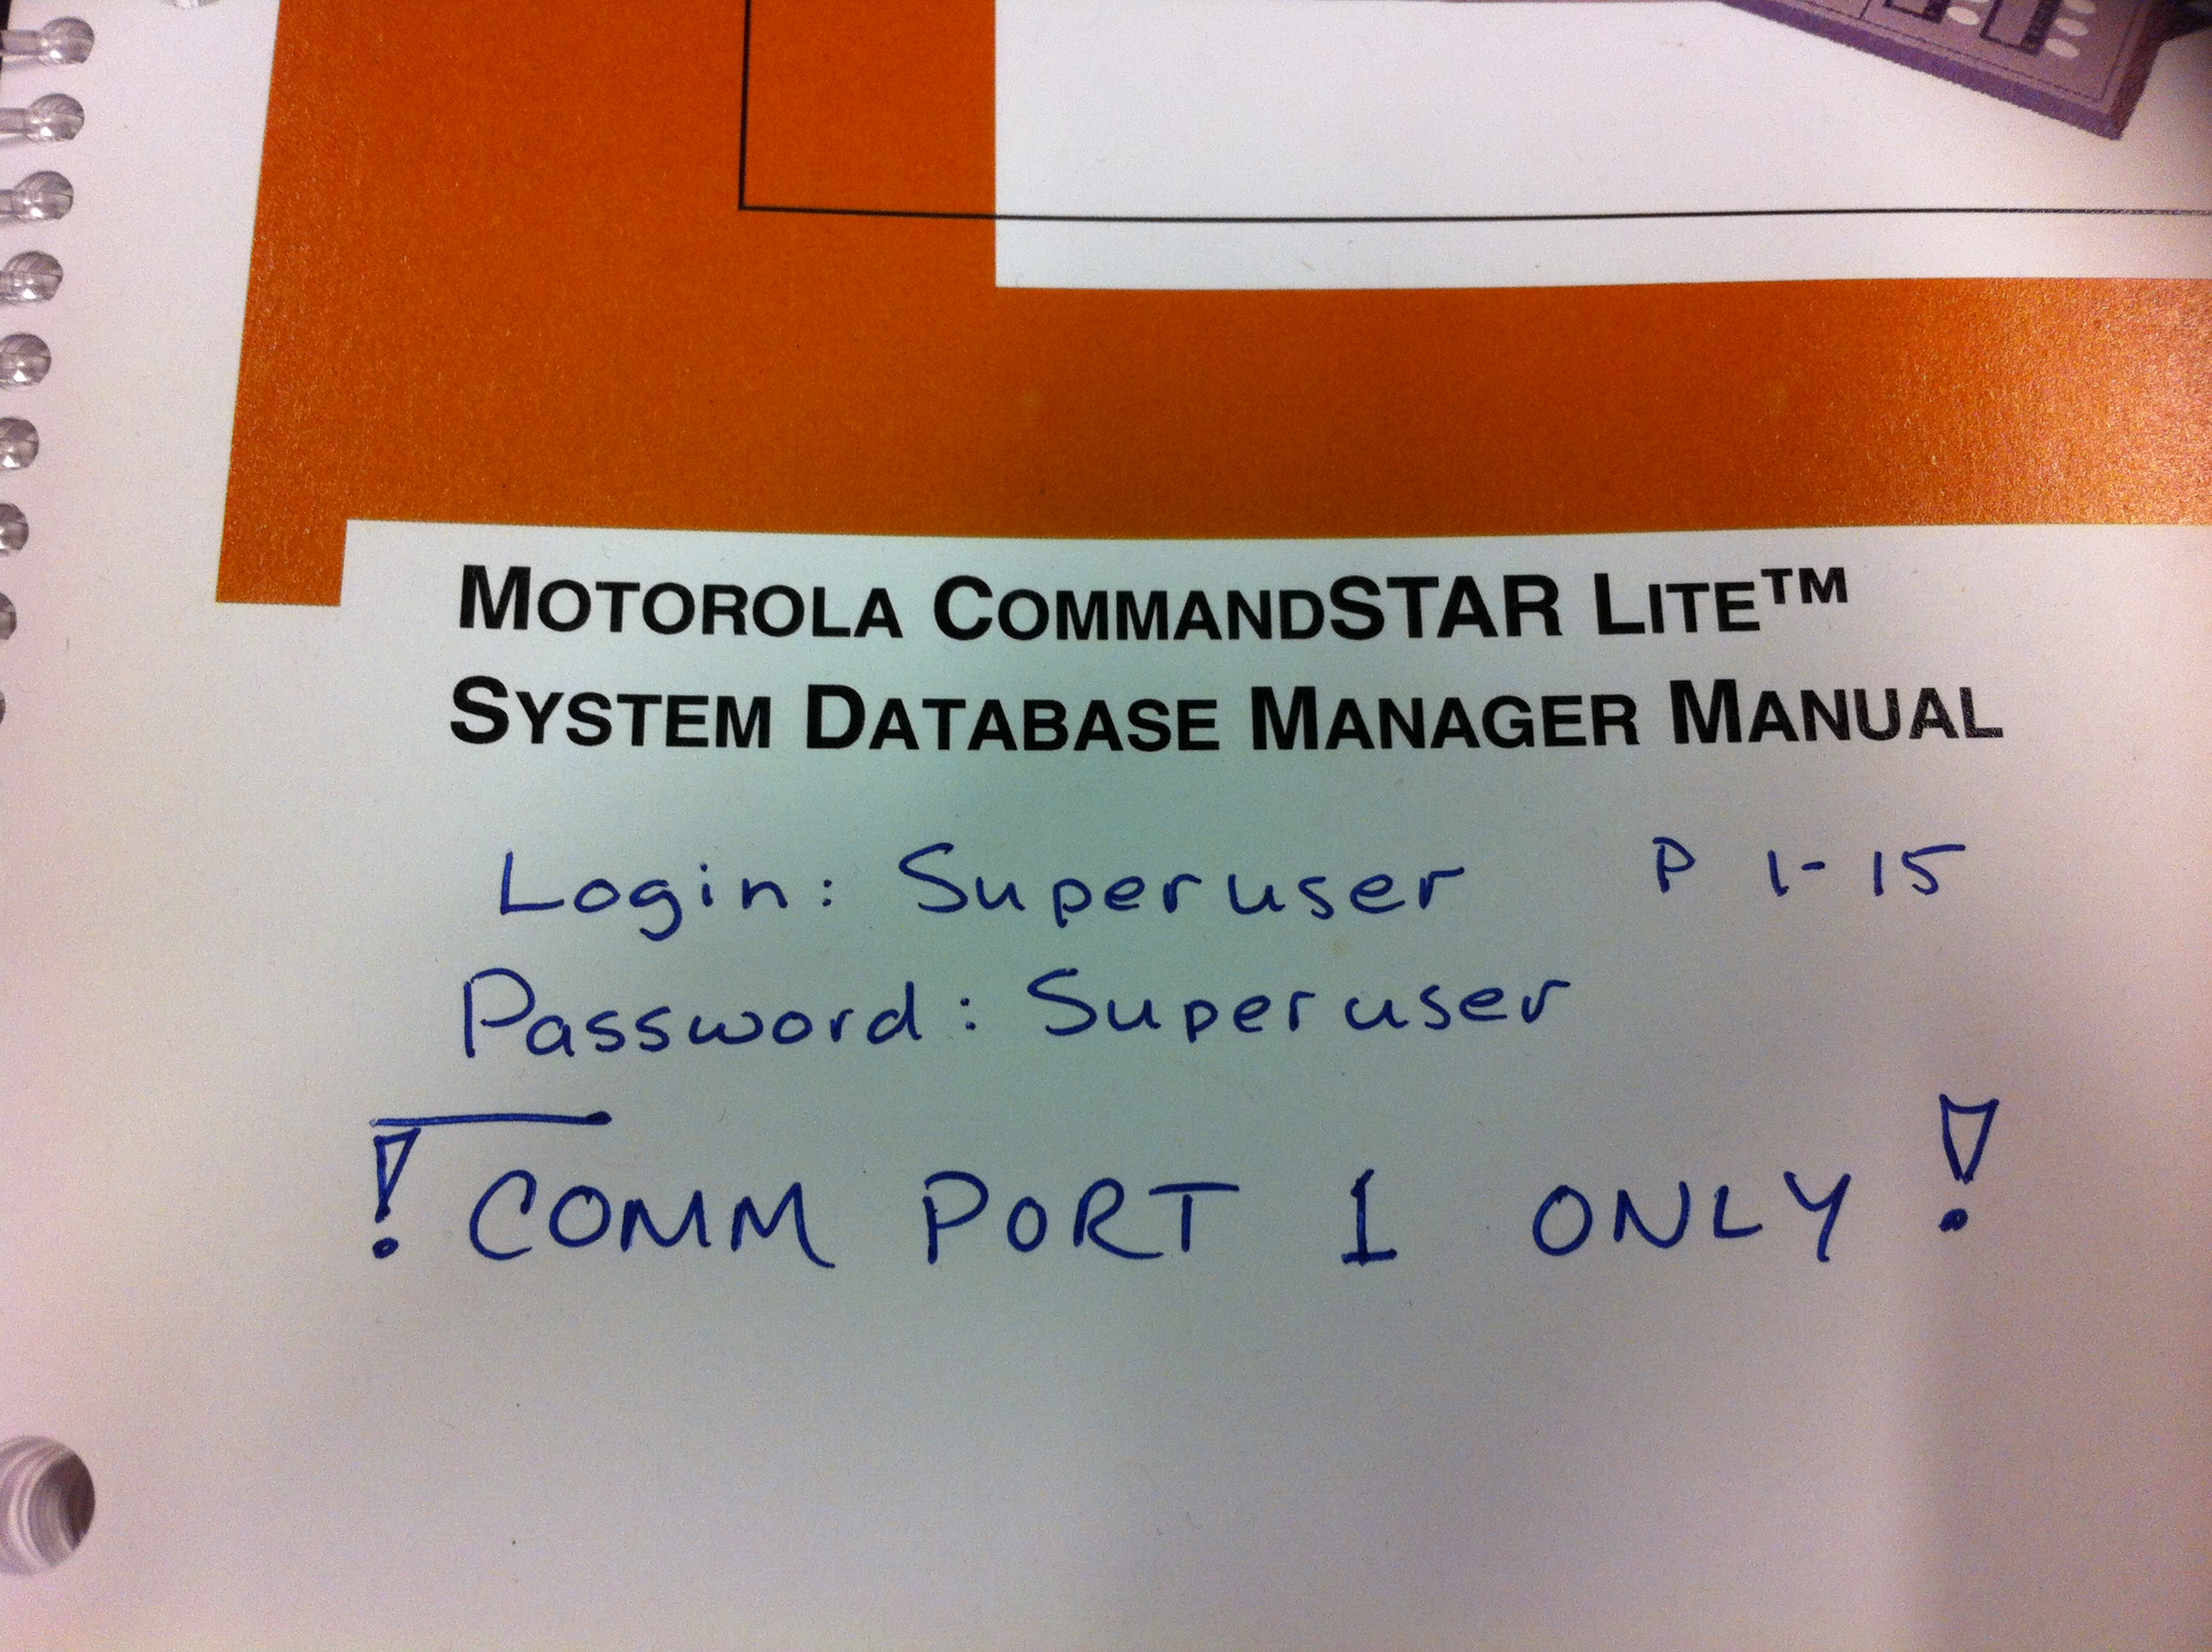 MOTOROLA COMMANDSTAR LITE™
SYSTEM DATABASE MANAGER MANUAL
Login: Superuser P 1-15
Password: Superuser
! COMM PORT 1 ONLY !